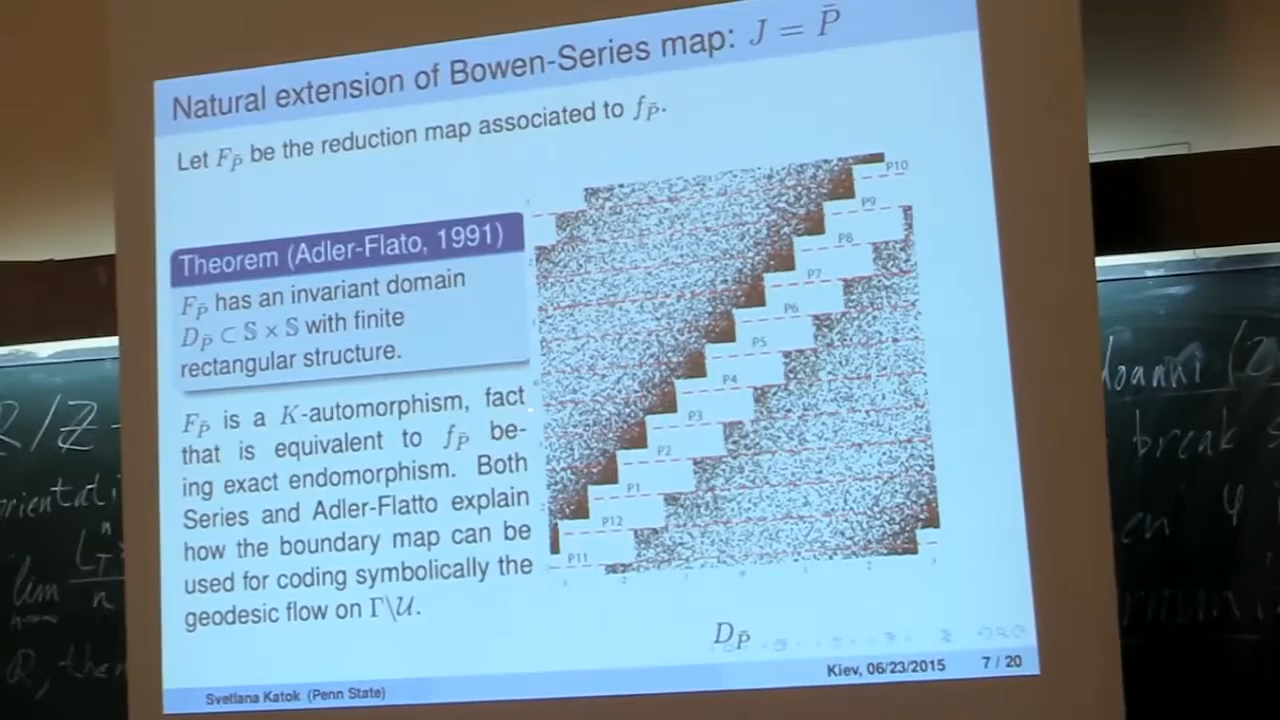 Natural extension of Bowen-Series map: J = P̄
Let F_P̄ be the reduction map associated to f_P̄.
Theorem (Adler-Flato, 1991)
F_P̄ has an invariant domain
D_P̄ ⊂ 𝕊 × 𝕊 with finite
rectangular structure.
F_P̄ is a K-automorphism, fact
that is equivalent to f_P̄ be-
ing exact endomorphism. Both
Series and Adler-Flatto explain
how the boundary map can be
used for coding symbolically the
geodesic flow on Γ\𝒰.
P10
P9
P8
P7
P6
P5
P4
P3
P2
P1
P12
P11
D_P̄
Svetlana Katok (Penn State)
Kiev, 06/23/2015 7 / 20
/ℤ
lim
n
break
φ